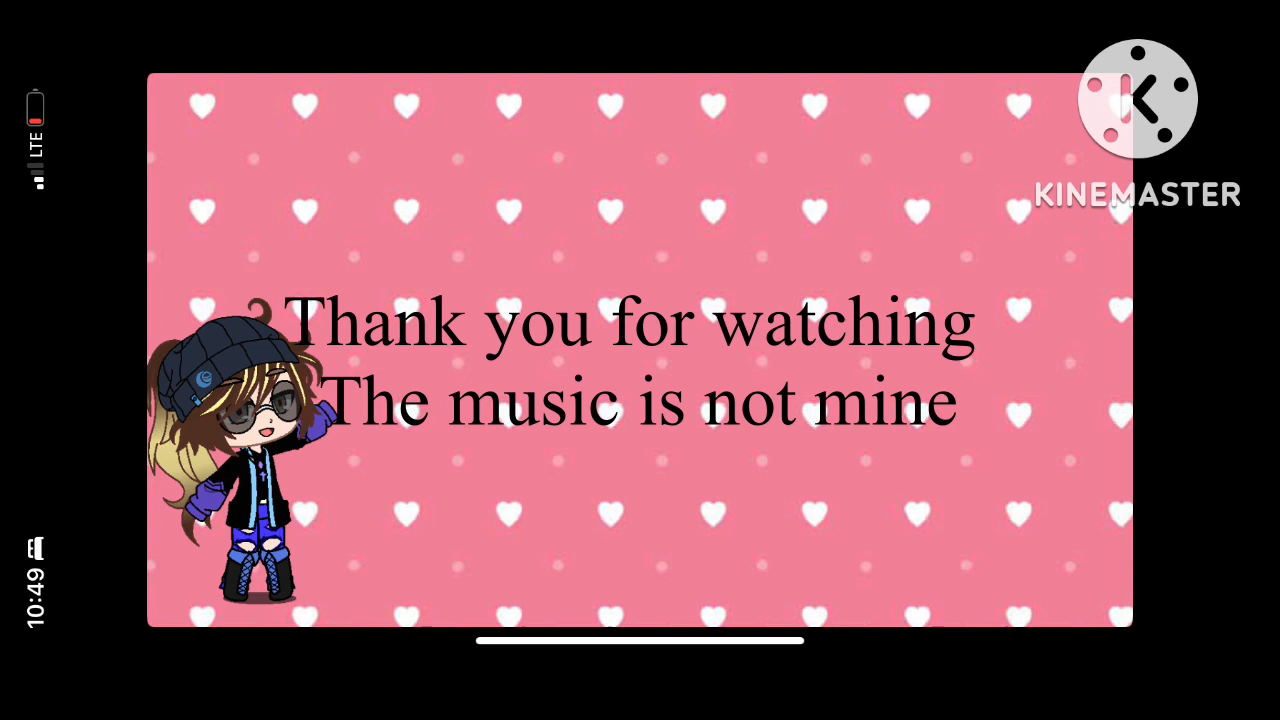 KINEMASTER
LTE
Thank you for watching
The music is not mine
10:49